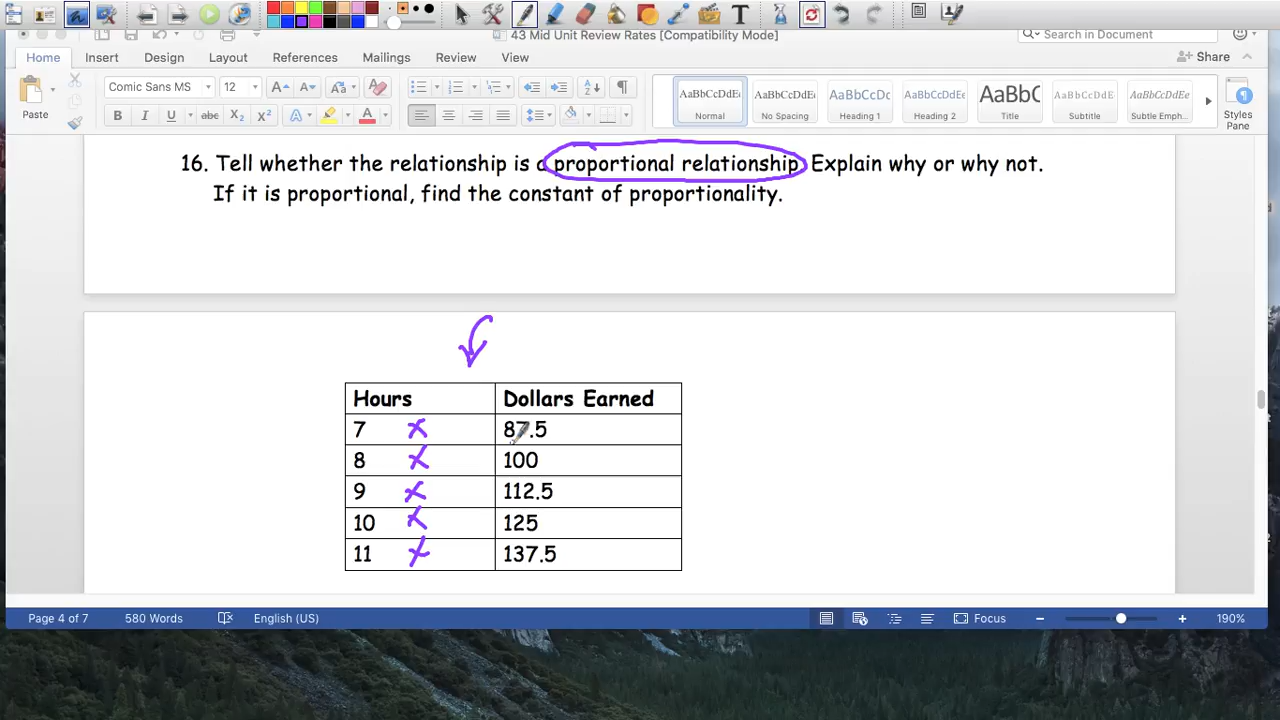 43 Mid Unit Review Rates [Compatibility Mode]
Search in Document
Home Insert Design Layout References Mailings Review View
Share
Paste
Comic Sans MS 12
AaBbCcDdEe
Normal
AaBbCcDdEe
No Spacing
AaBbCcDc
Heading 1
AaBbCcDdEe
Heading 2
AaBbC
Title
AaBbCcDdEe
Subtitle
AaBbCcDdEe
Subtle Emph...
Styles
Pane
16. Tell whether the relationship is a proportional relationship. Explain why or why not.
If it is proportional, find the constant of proportionality.
Hours Dollars Earned
7 x 87.5
8 x 100
9 x 112.5
10 x 125
11 x 137.5
Page 4 of 7 580 Words English (US) Focus 190%